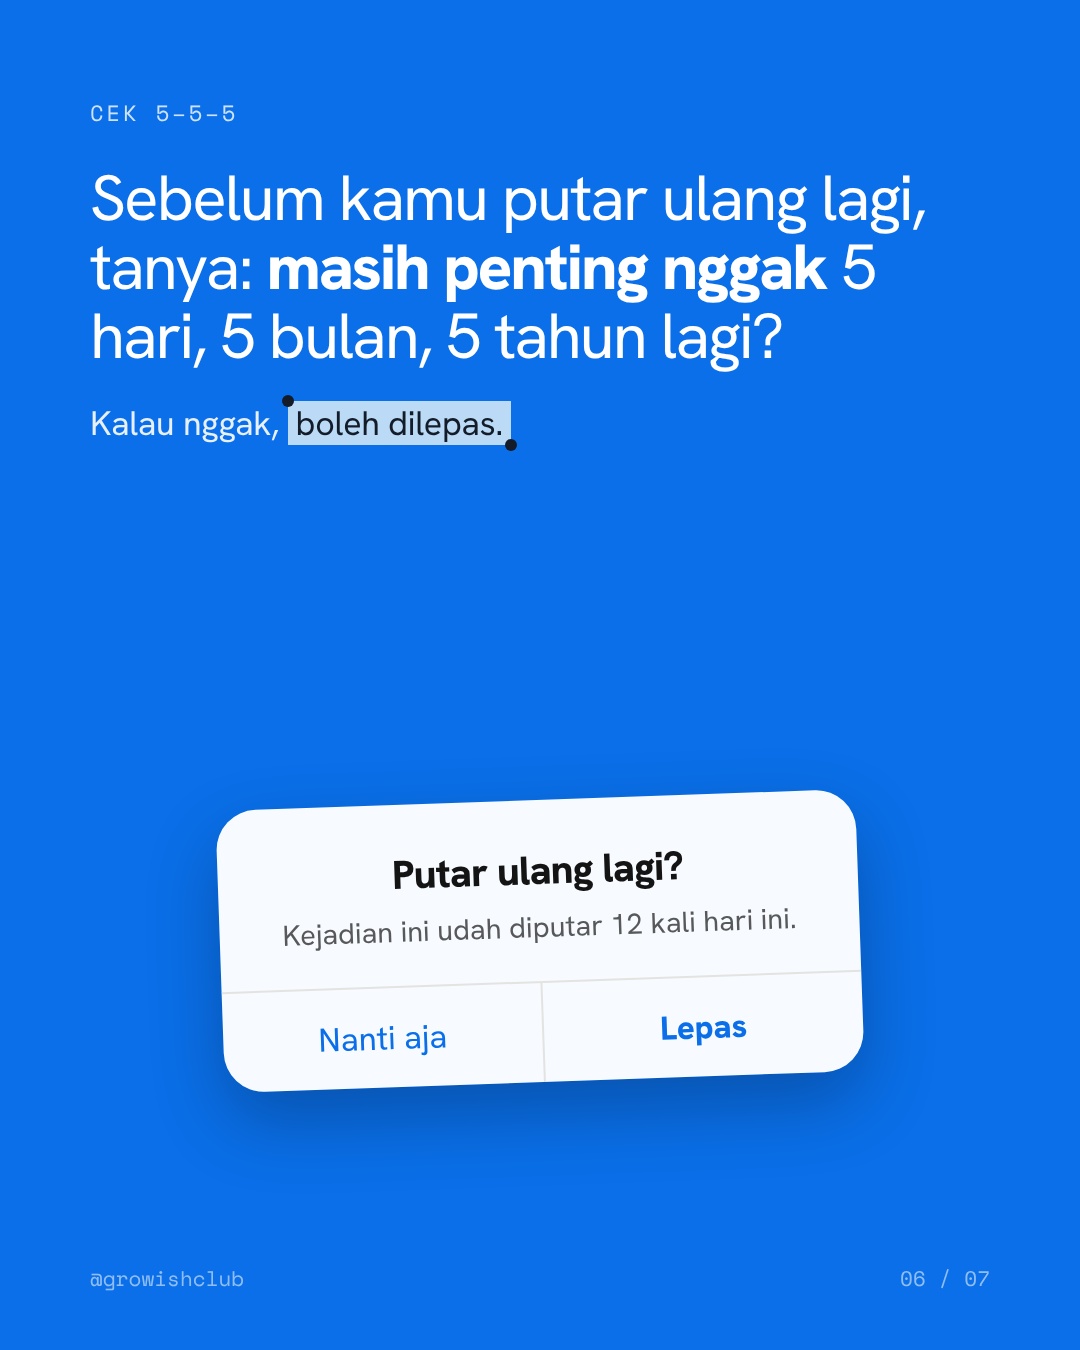 CEK 5–5–5
Sebelum kamu putar ulang lagi,
tanya: masih penting nggak 5
hari, 5 bulan, 5 tahun lagi?
Kalau nggak, boleh dilepas.
Putar ulang lagi?
Kejadian ini udah diputar 12 kali hari ini.
Nanti aja
Lepas
@growishclub
06 / 07